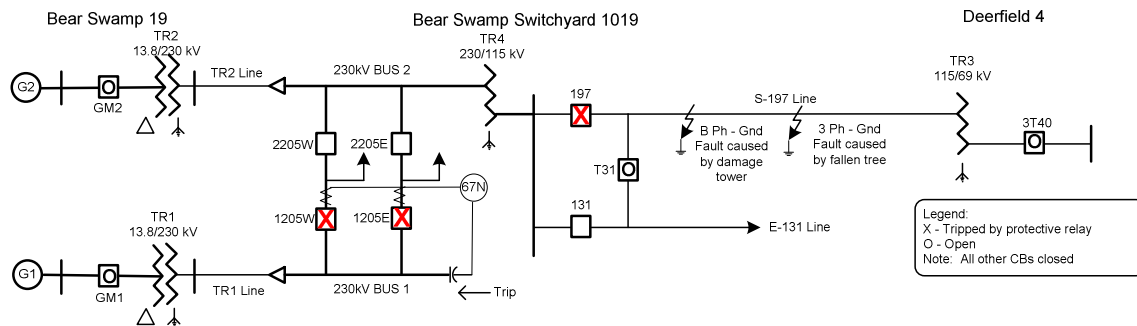 Bear Swamp 19
Bear Swamp Switchyard 1019
Deerfield 4
TR2
13.8/230 kV
TR4
230/115 kV
TR3
115/69 kV
G2
GM2
TR2 Line
230kV BUS 2
197
S-197 Line
3T40
2205W
2205E
T31
B Ph - Gnd
Fault caused
by damage
tower
3 Ph - Gnd
Fault caused
by fallen tree
67N
1205W
1205E
131
E-131 Line
TR1
13.8/230 kV
G1
GM1
TR1 Line
230kV BUS 1
Trip
Legend:
X - Tripped by protective relay
O - Open
Note: All other CBs closed
X
X
X
O
O
O
O